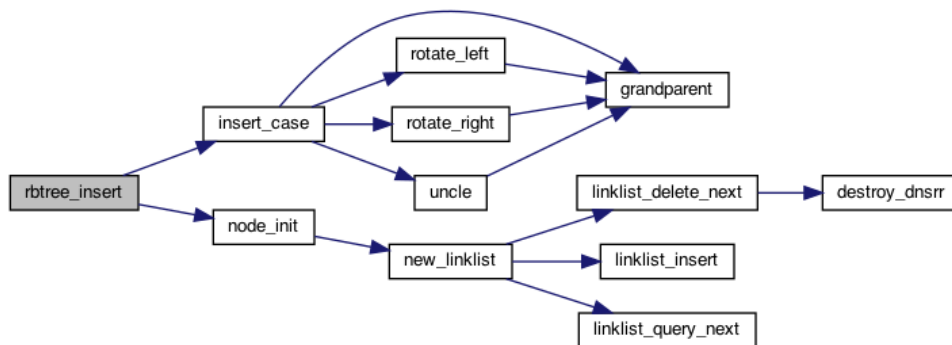 rotate_left
grandparent
insert_case
rotate_right
rbtree_insert
uncle
linklist_delete_next
destroy_dnsrr
node_init
new_linklist
linklist_insert
linklist_query_next